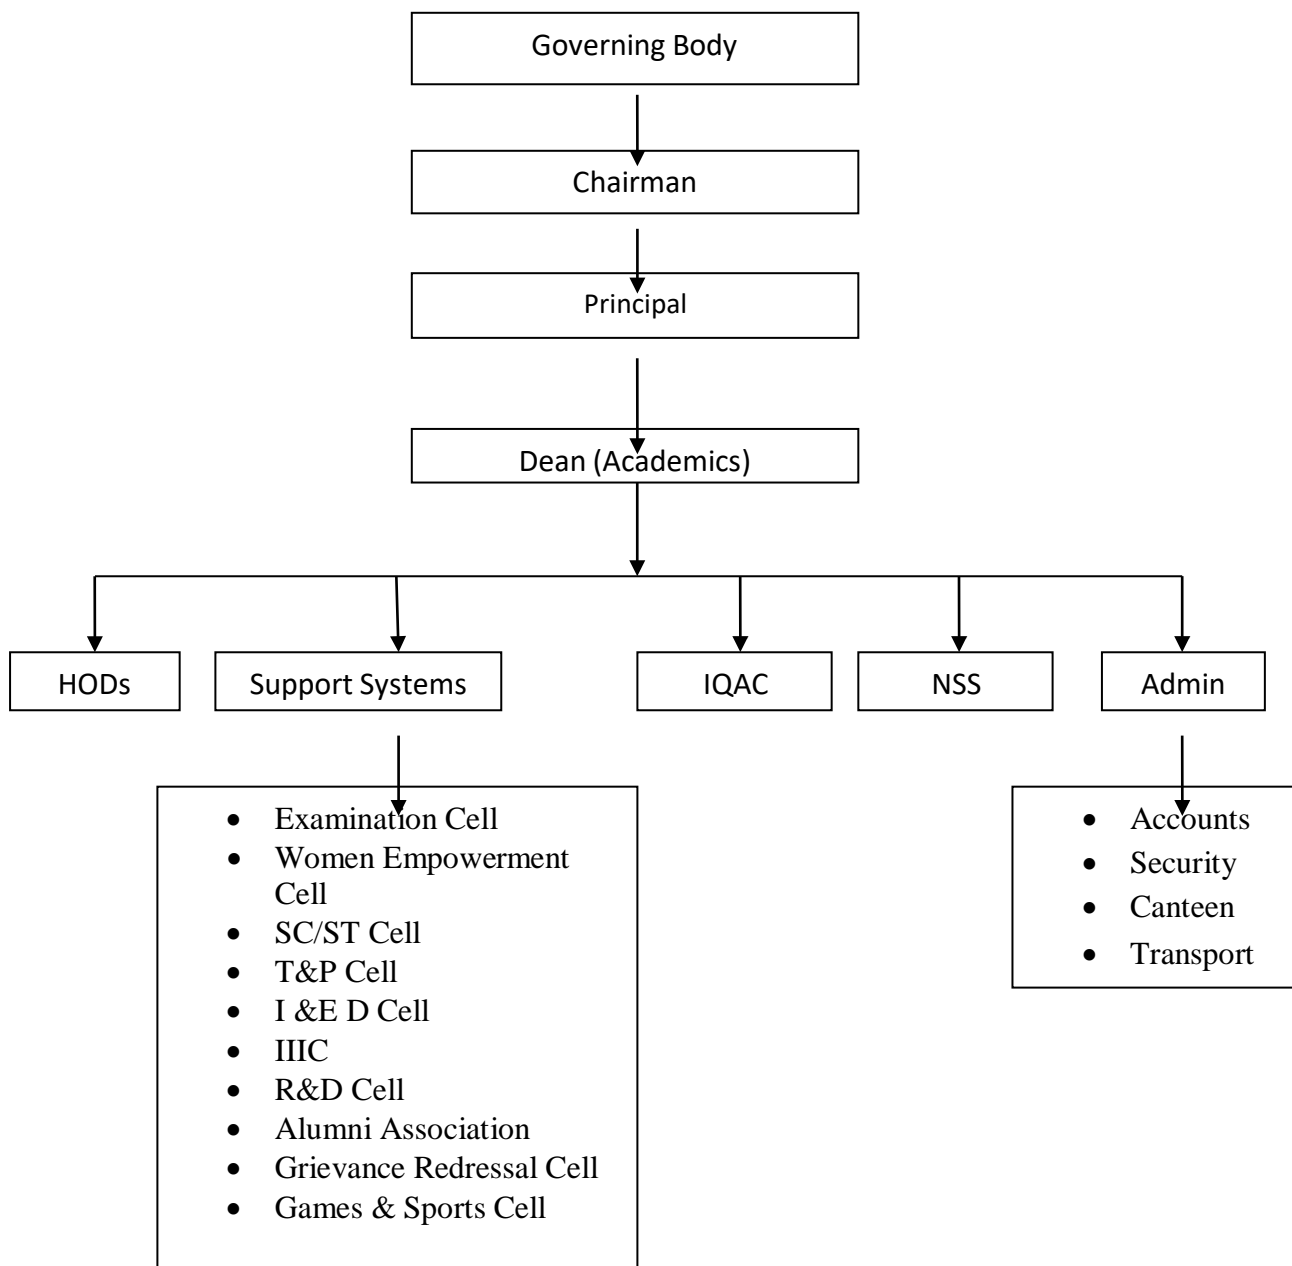 Governing Body
Chairman
Principal
Dean (Academics)
HODs
Support Systems
IQAC
NSS
Admin
• Examination Cell
• Women Empowerment
Cell
• SC/ST Cell
• T&P Cell
• I &E D Cell
• IIIC
• R&D Cell
• Alumni Association
• Grievance Redressal Cell
• Games & Sports Cell
• Accounts
• Security
• Canteen
• Transport